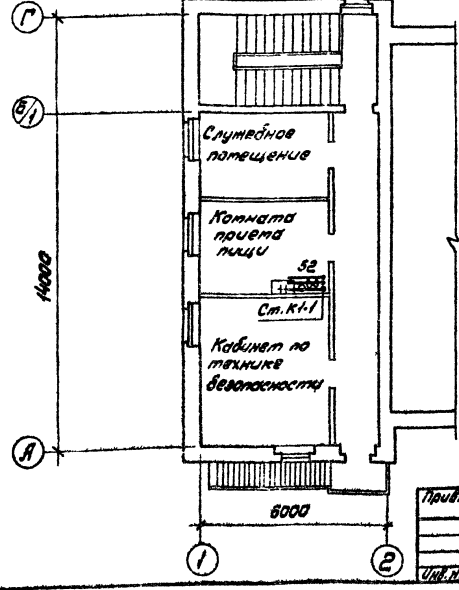 Г
Б/1
Служебное
помещение
Комната
приема
пищи
52
Ст.К1-1
14000
Кабинет по
технике
безопасности
А
6000
1
2
Прив.
Инв.№